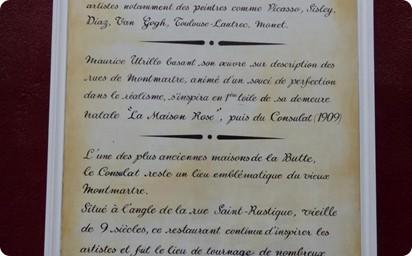 artistes notamment des peintres comme Picasso, Sisley,
Diaz, Van Gogh, Toulouse-Lautrec, Monet.
Maurice Utrillo basant son œuvre sur description des
rues de Montmartre, animé d'un souci de perfection
dans le réalisme, s'inspira en 1ère toile de sa demeure
natale "La Maison Rose", puis du Consulat (1909)
L'une des plus anciennes maisons de la Butte,
le Consulat reste un lieu emblématique du vieux
Montmartre.
Situé à l'angle de la rue Saint-Rustique, vieille
de 9 siècles, ce restaurant continue d'inspirer les
artistes et fut le lieu de tournage de nombreux